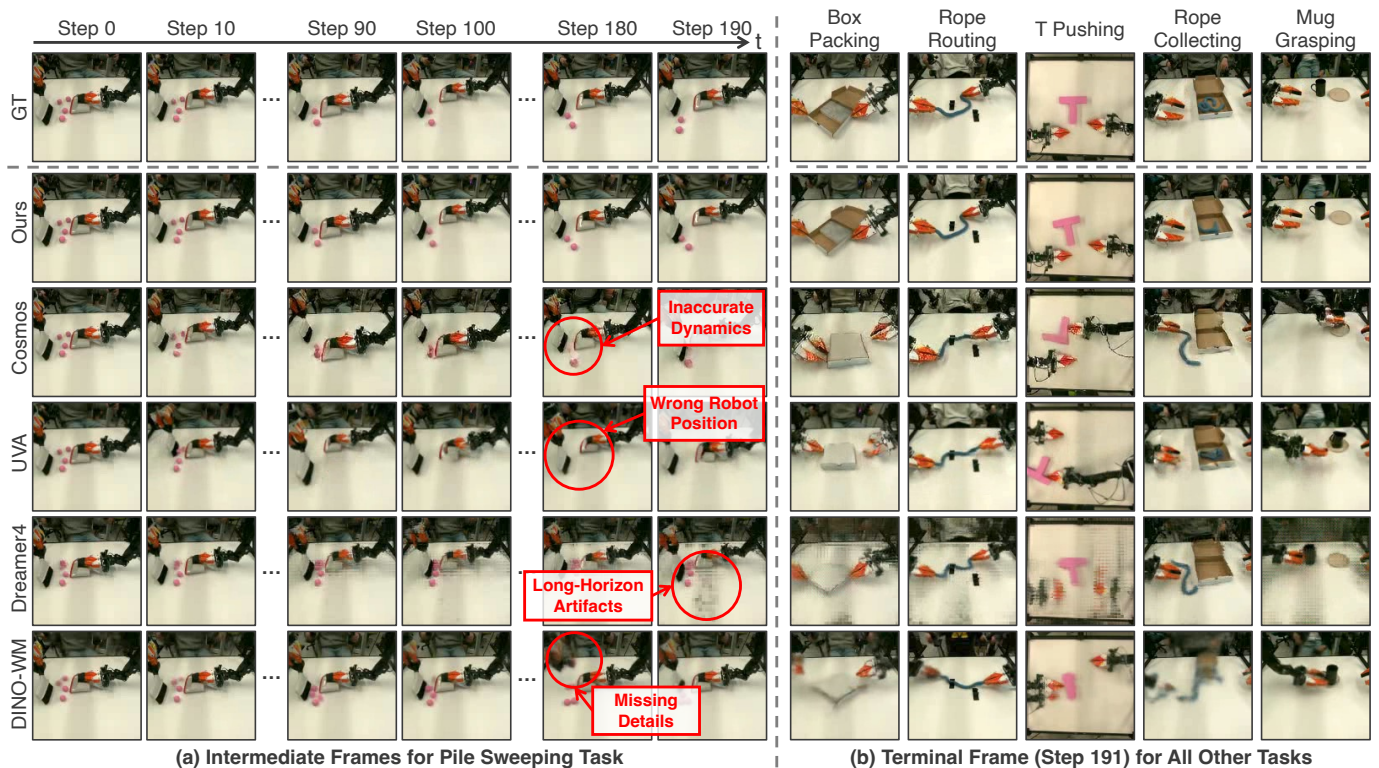 Step 0 Step 10 Step 90 Step 100 Step 180 Step 190 t
Box Packing Rope Routing T Pushing Rope Collecting Mug Grasping
GT
...
...
Ours
...
...
Cosmos
...
...
Inaccurate
Dynamics
UVA
...
Wrong Robot
Position
Dreamer4
...
...
Long-Horizon
Artifacts
DINO-WM
...
...
Missing
Details
(a) Intermediate Frames for Pile Sweeping Task
(b) Terminal Frame (Step 191) for All Other Tasks